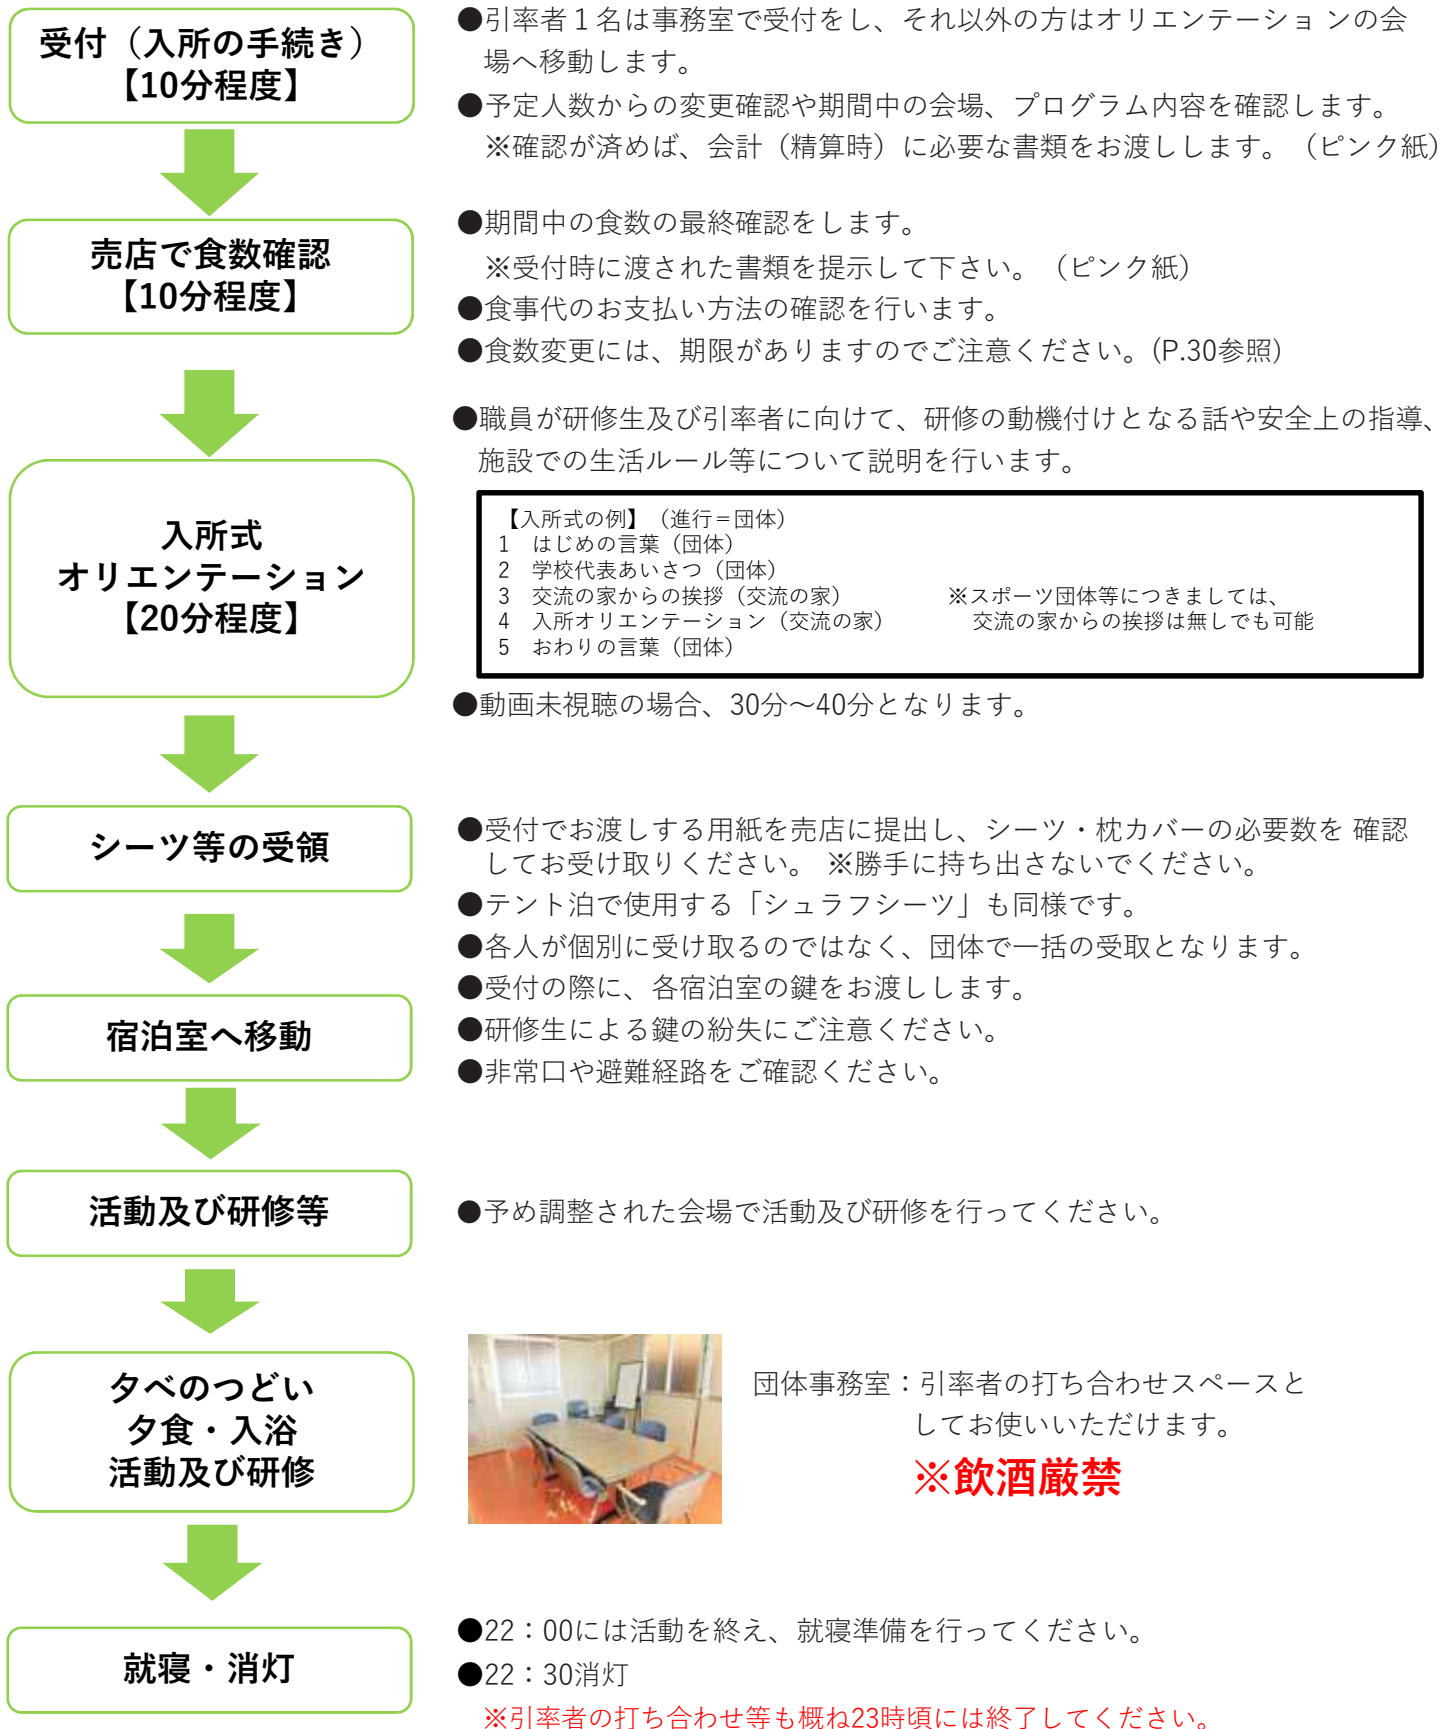 受付（入所の手続き）
【10分程度】
●引率者１名は事務室で受付をし、それ以外の方はオリエンテーショ ンの会
場へ移動します。
●予定人数からの変更確認や期間中の会場、プログラム内容を確認します。
※確認が済めば、会計（精算時）に必要な書類をお渡しします。（ピンク紙）
売店で食数確認
【10分程度】
●期間中の食数の最終確認をします。
※受付時に渡された書類を提示して下さい。（ピンク紙）
●食事代のお支払い方法の確認を行います。
●食数変更には、期限がありますのでご注意ください。(P.30参照)
入所式
オリエンテーション
【20分程度】
●職員が研修生及び引率者に向けて、研修の動機付けとなる話や安全上の指導、
施設での生活ルール等について説明を行います。
【入所式の例】（進行＝団体）
1　はじめの言葉（団体）
2　学校代表あいさつ（団体）
3　交流の家からの挨拶（交流の家）　※スポーツ団体等につきましては、
4　入所オリエンテーション（交流の家）　交流の家からの挨拶は無しでも可能
5　おわりの言葉（団体）
●動画未視聴の場合、30分～40分となります。
シーツ等の受領
●受付でお渡しする用紙を売店に提出し、シーツ・枕カバーの必要数を 確認
してお受け取りください。 ※勝手に持ち出さないでください。
●テント泊で使用する「シュラフシーツ」も同様です。
●各人が個別に受け取るのではなく、団体で一括の受取となります。
宿泊室へ移動
●受付の際に、各宿泊室の鍵をお渡しします。
●研修生による鍵の紛失にご注意ください。
●非常口や避難経路をご確認ください。
活動及び研修等
●予め調整された会場で活動及び研修を行ってください。
夕べのつどい
夕食・入浴
活動及び研修
団体事務室：引率者の打ち合わせスペースと
してお使いいただけます。
※飲酒厳禁
就寝・消灯
●22：00には活動を終え、就寝準備を行ってください。
●22：30消灯
※引率者の打ち合わせ等も概ね23時頃には終了してください。